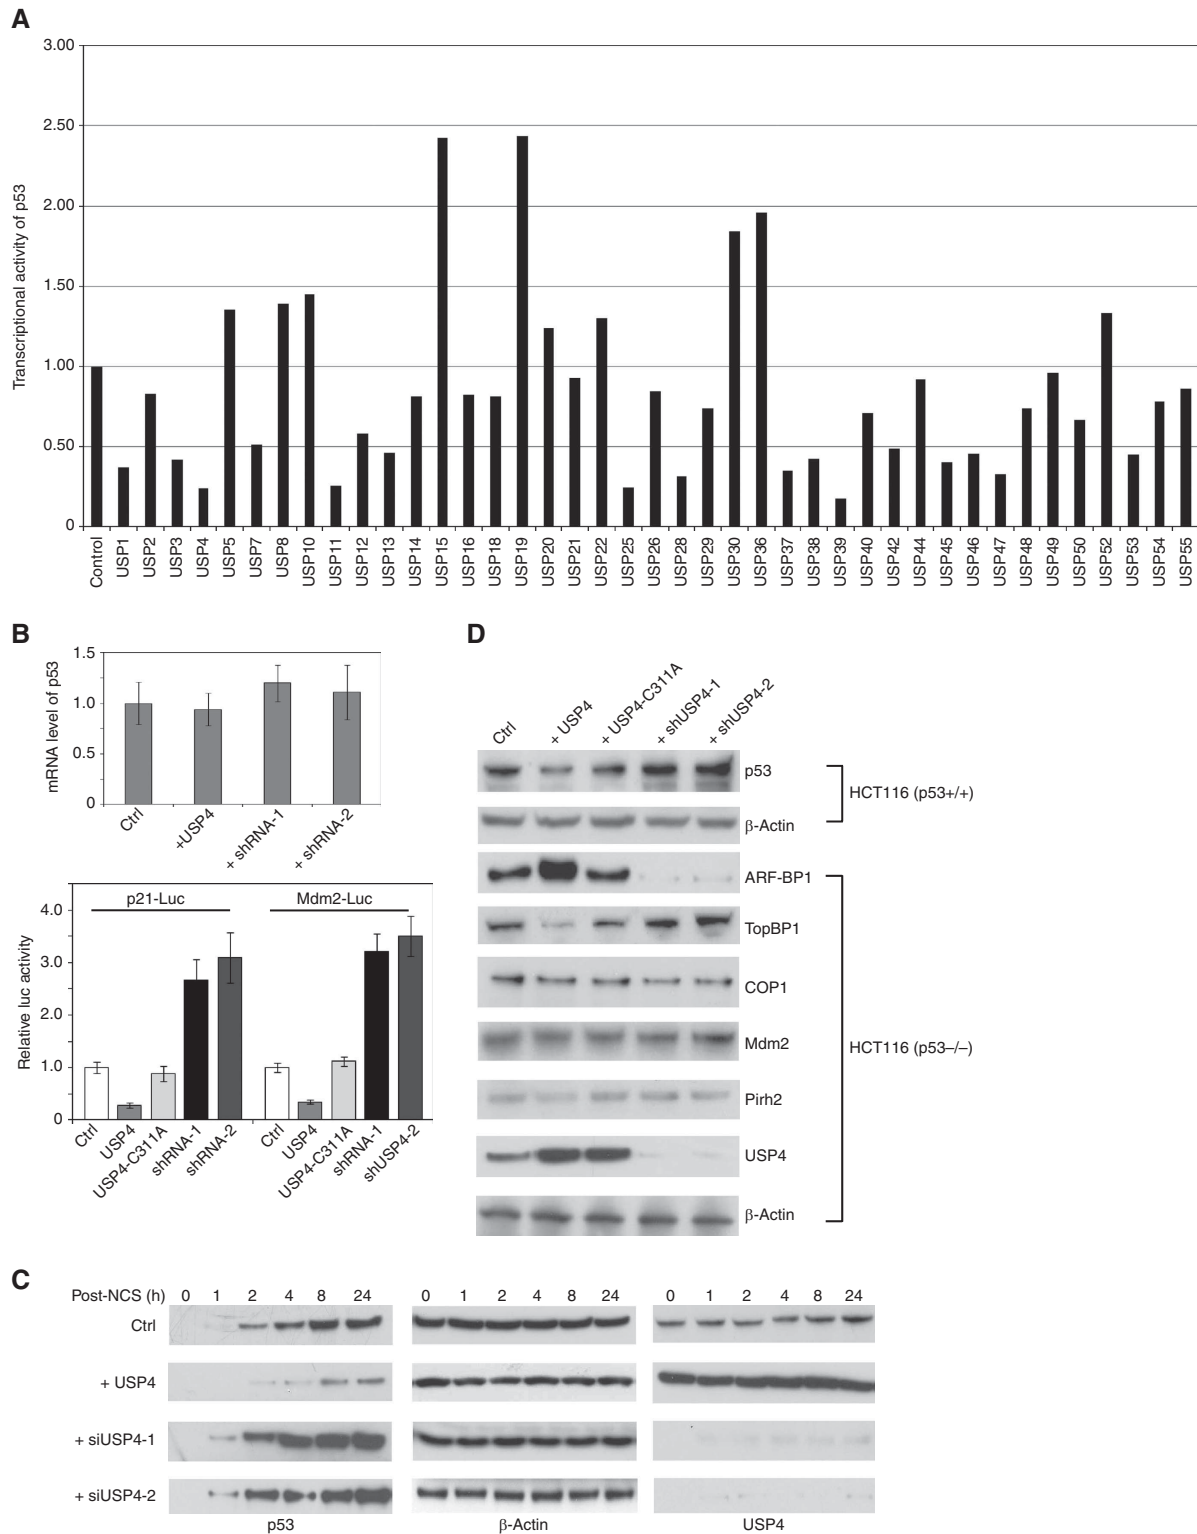 A
3.00
2.50
2.00
1.50
1.00
0.50
0
Transcriptional activity of p53
Control
USP1
USP2
USP3
USP4
USP5
USP7
USP8
USP10
USP11
USP12
USP13
USP14
USP15
USP16
USP18
USP19
USP20
USP21
USP22
USP25
USP26
USP28
USP29
USP30
USP36
USP37
USP38
USP39
USP40
USP42
USP44
USP45
USP46
USP47
USP48
USP49
USP50
USP52
USP53
USP54
USP55
B
1.5
1.0
0.5
0
mRNA level of p53
Ctrl
+USP4
+ shRNA-1
+ shRNA-2
p21-Luc
Mdm2-Luc
4.0
3.0
2.0
1.0
0
Relative luc activity
Ctrl
USP4
USP4-C311A
shRNA-1
shRNA-2
Ctrl
USP4
USP4-C311A
shRNA-1
shUSP4-2
D
Ctrl
+ USP4
+ USP4-C311A
+ shUSP4-1
+ shUSP4-2
p53
β-Actin
HCT116 (p53+/+)
ARF-BP1
TopBP1
COP1
Mdm2
Pirh2
USP4
β-Actin
HCT116 (p53–/–)
C
Post-NCS (h) 0 1 2 4 8 24 0 1 2 4 8 24 0 1 2 4 8 24
Ctrl
+ USP4
+ siUSP4-1
+ siUSP4-2
p53 β-Actin USP4